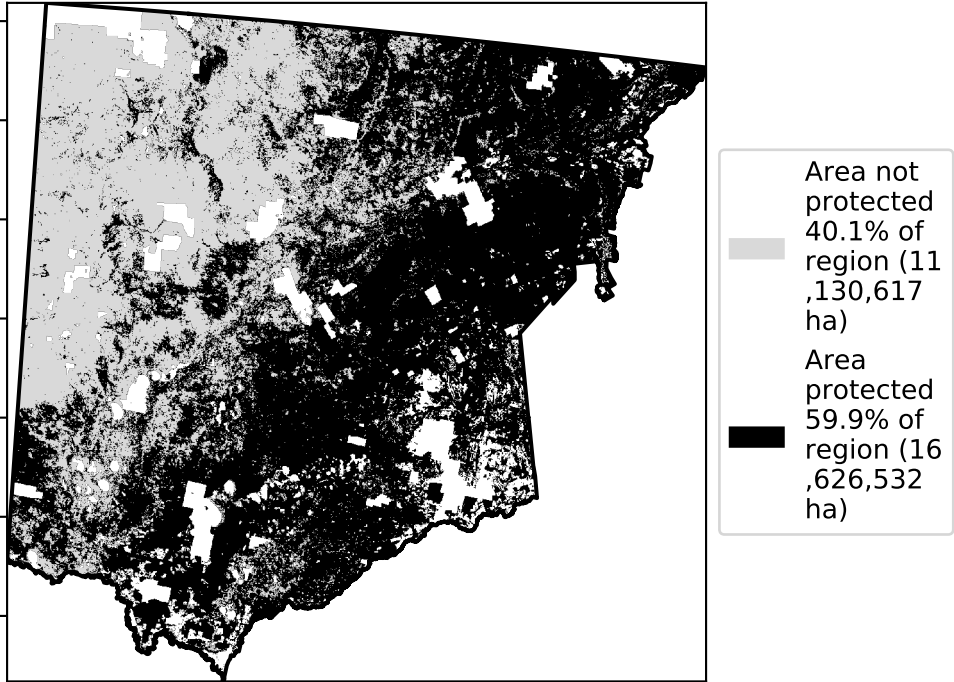 Area not
protected
40.1% of
region (11
,130,617
ha)
Area
protected
59.9% of
region (16
,626,532
ha)